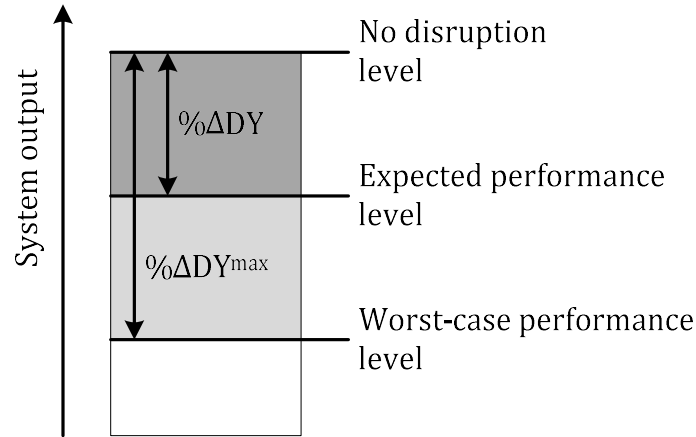 No disruption
level
%ΔDY
Expected performance
level
System output
%ΔDYmax
Worst-case performance
level